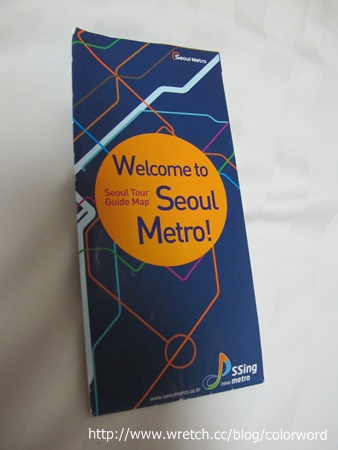 Seoul Metro
Welcome to
Seoul Tour
Guide Map
Seoul
Metro!
SSing
new metro
www.seoulmetro.co.kr
http://www.wretch.cc/blog/colorword